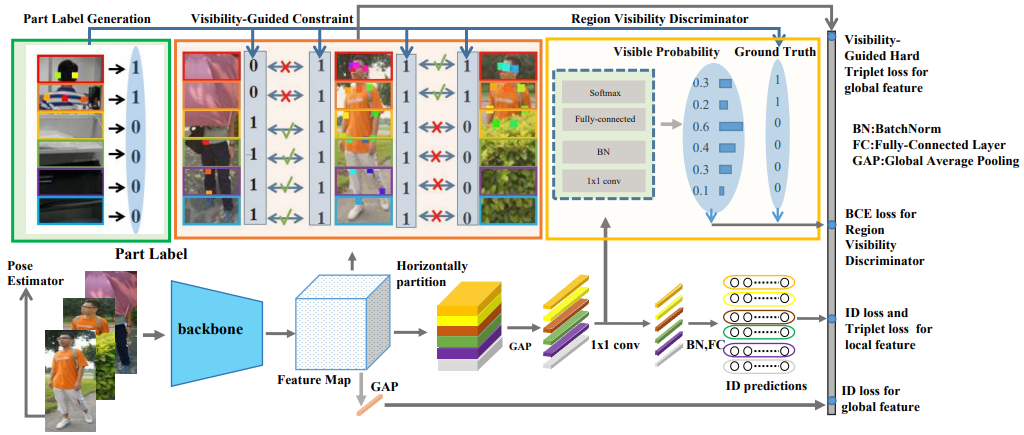 Part Label Generation
Visibility-Guided Constraint
Region Visibility Discriminator
1
1
0
0
0
0
Part Label
0
0
1
1
1
1
1
1
1
1
1
1
1
1
0
0
0
0
Visible Probability
Ground Truth
Softmax
Fully-connected
BN
1x1 conv
0.3
0.2
0.6
0.4
0.3
0.1
1
1
0
0
0
0
Visibility-
Guided Hard
Triplet loss for
global feature
BN:BatchNorm
FC:Fully-Connected Layer
GAP:Global Average Pooling
BCE loss for
Region
Visibility
Discriminator
Pose
Estimator
backbone
Feature Map
Horizontally
partition
GAP
1x1 conv
BN,FC
ID predictions
ID loss and
Triplet loss for
local feature
GAP
ID loss for
global feature